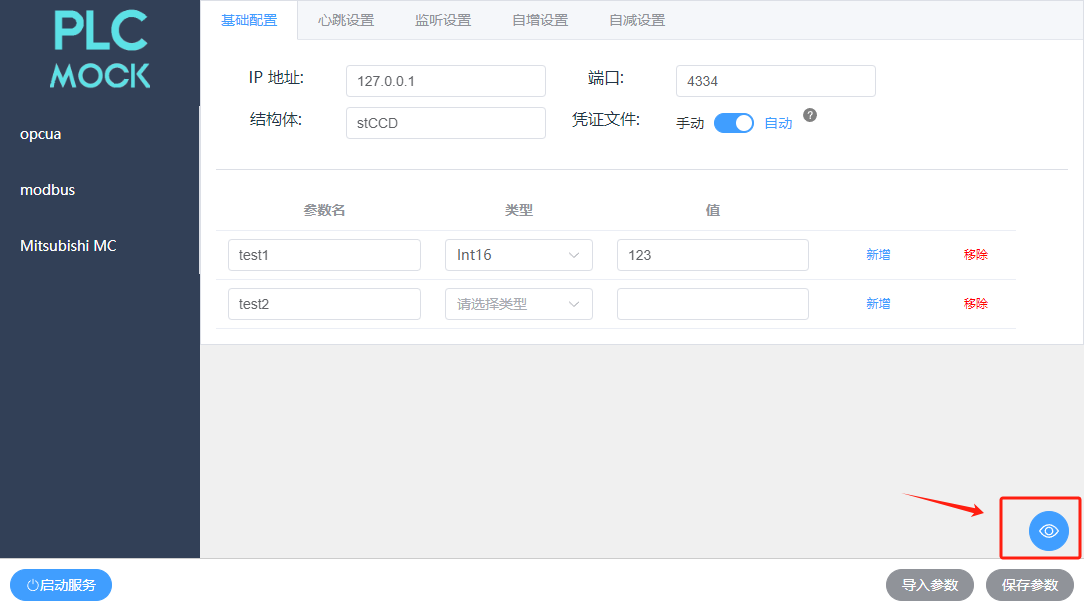 PLC
MOCK
opcua
modbus
Mitsubishi MC
基础配置 心跳设置 监听设置 自增设置 自减设置
IP 地址: 127.0.0.1 端口: 4334
结构体: stCCD 凭证文件: 手动 自动 ?
参数名 类型 值
test1 Int16 123 新增 移除
test2 请选择类型 新增 移除
启动服务 导入参数 保存参数